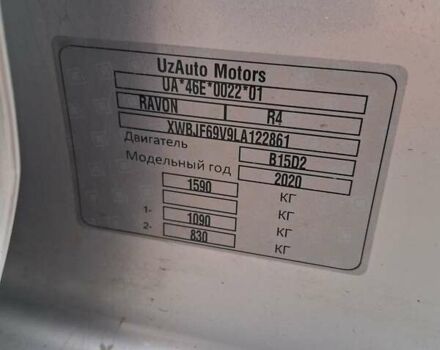 UzAuto Motors
UA*46E*0022*01
RAVON R4
XWBJF69V9LA122861
Двигатель B15D2
Модельный год 2020
1590 КГ
КГ
1- 1090 КГ
2- 830 КГ